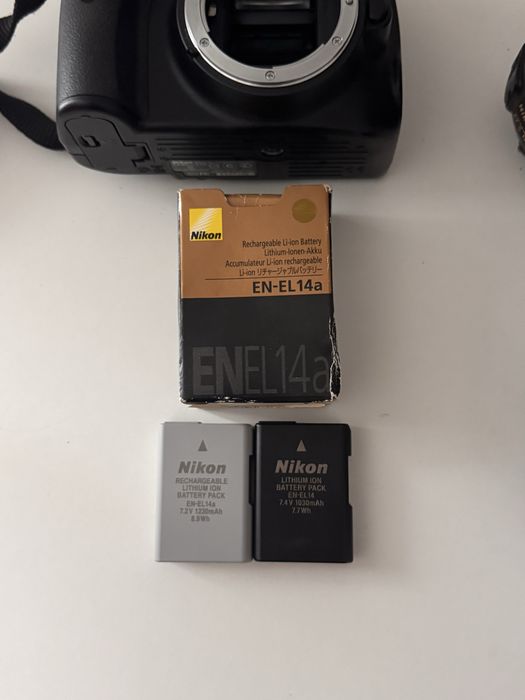 Nikon
Rechargeable Li-ion Battery
Lithium-Ionen-Akku
Accumulateur Li-ion rechargeable
Li-ion リチャージャブルバッテリー
EN-EL14a
ENEL14a
Nikon
RECHARGEABLE
LITHIUM ION
BATTERY PACK
EN-EL14a
7.2V 1230mAh
8.9Wh
Nikon
LITHIUM ION
BATTERY PACK
EN-EL14
7.4V 1030mAh
7.7Wh